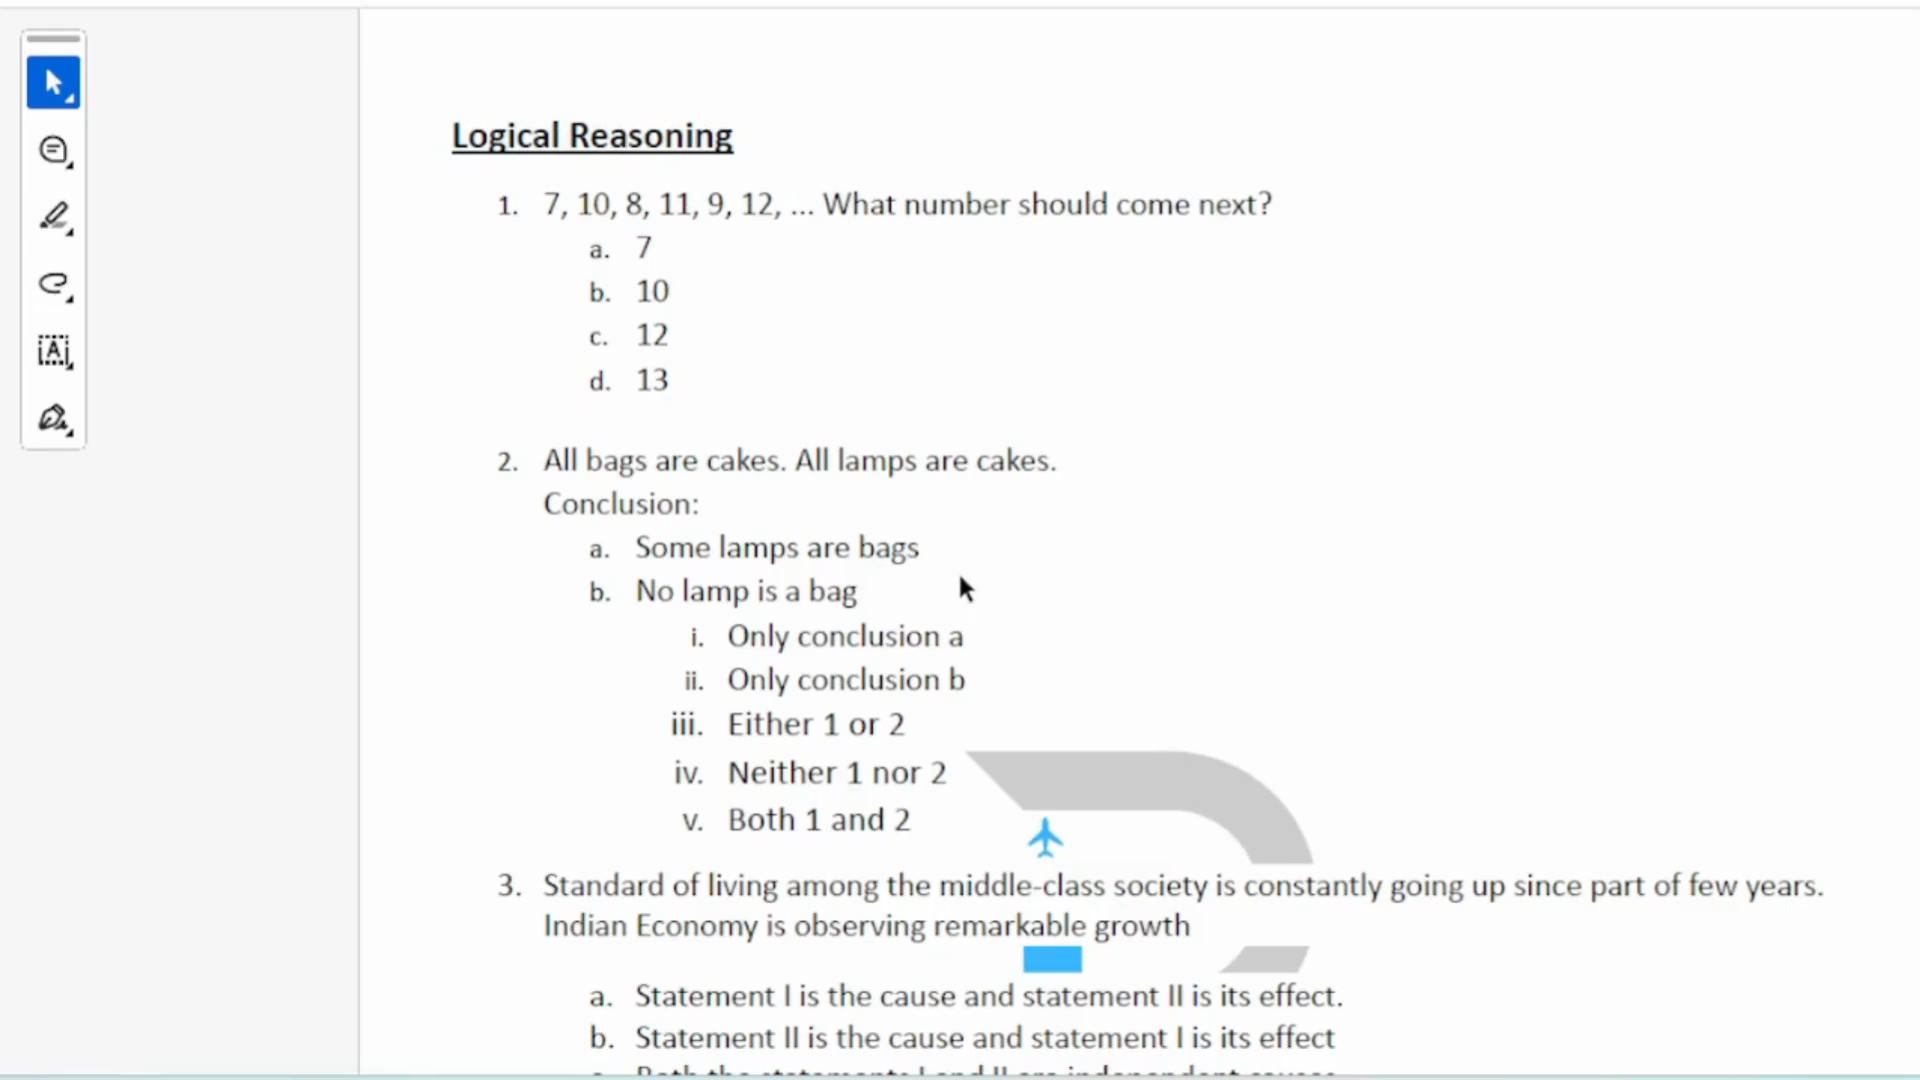 Logical Reasoning
1. 7, 10, 8, 11, 9, 12, ... What number should come next?
a. 7
b. 10
c. 12
d. 13
2. All bags are cakes. All lamps are cakes.
Conclusion:
a. Some lamps are bags
b. No lamp is a bag
i. Only conclusion a
ii. Only conclusion b
iii. Either 1 or 2
iv. Neither 1 nor 2
v. Both 1 and 2
3. Standard of living among the middle-class society is constantly going up since part of few years.
Indian Economy is observing remarkable growth
a. Statement I is the cause and statement II is its effect.
b. Statement II is the cause and statement I is its effect